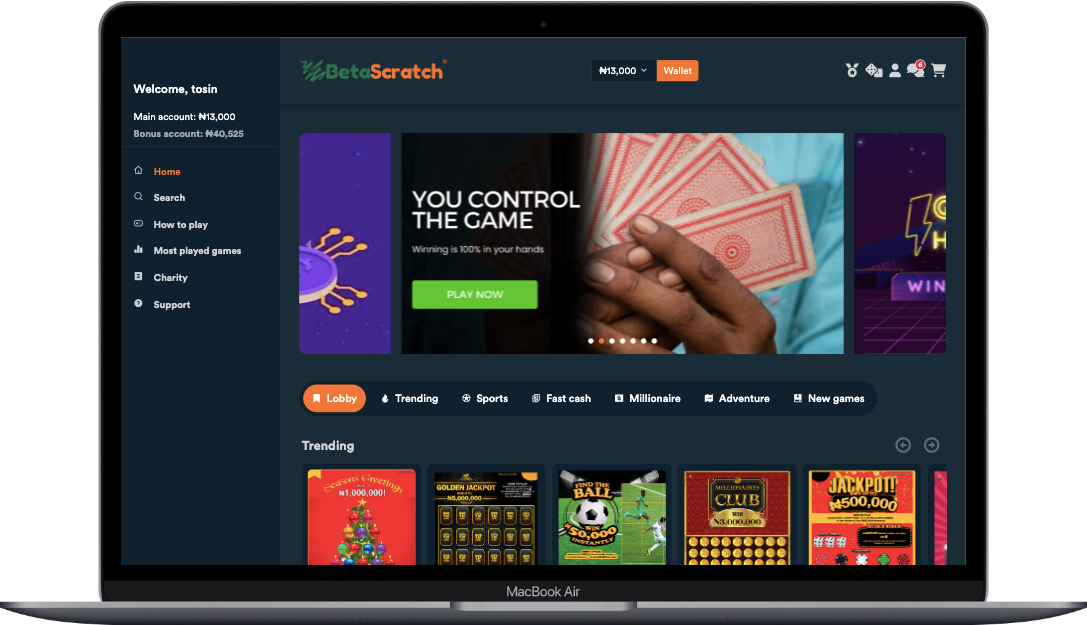 Welcome, tosin
Main account: ₦13,000
Bonus account: ₦40,525
Home
Search
How to play
Most played games
Charity
Support
BetaScratch
₦13,000
Wallet
6
YOU CONTROL
THE GAME
Winning is 100% in your hands
PLAY NOW
WIN
Lobby
Trending
Sports
Fast cash
Millionaire
Adventure
New games
Trending
Seasons Greetings
₦1,000,000!
GOLDEN JACKPOT
₦5,000,000
FIND THE
BALL
WIN
₦50,000
INSTANTLY
MILLIONAIRES
CLUB
WIN
₦3,000,000
JACKPOT!
₦500,000
MacBook Air